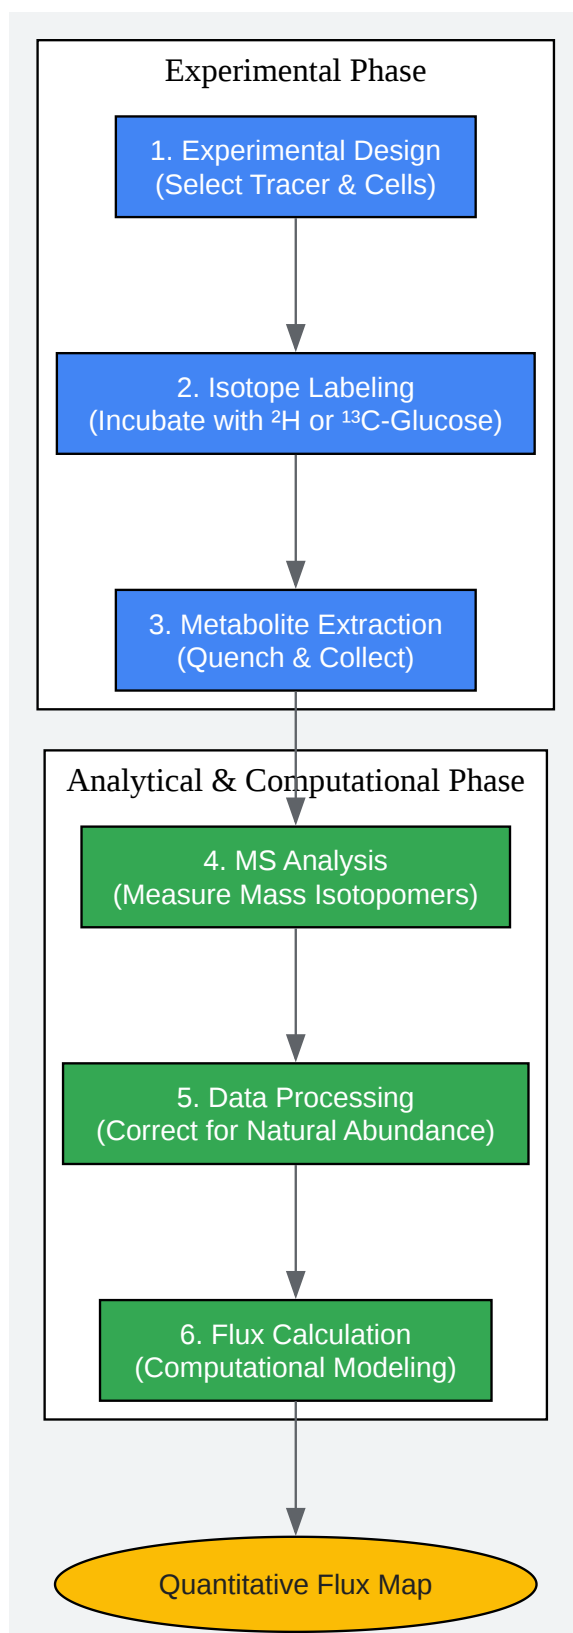 Experimental Phase
1. Experimental Design
(Select Tracer & Cells)
2. Isotope Labeling
(Incubate with ²H or ¹³C-Glucose)
3. Metabolite Extraction
(Quench & Collect)
Analytical & Computational Phase
4. MS Analysis
(Measure Mass Isotopomers)
5. Data Processing
(Correct for Natural Abundance)
6. Flux Calculation
(Computational Modeling)
Quantitative Flux Map